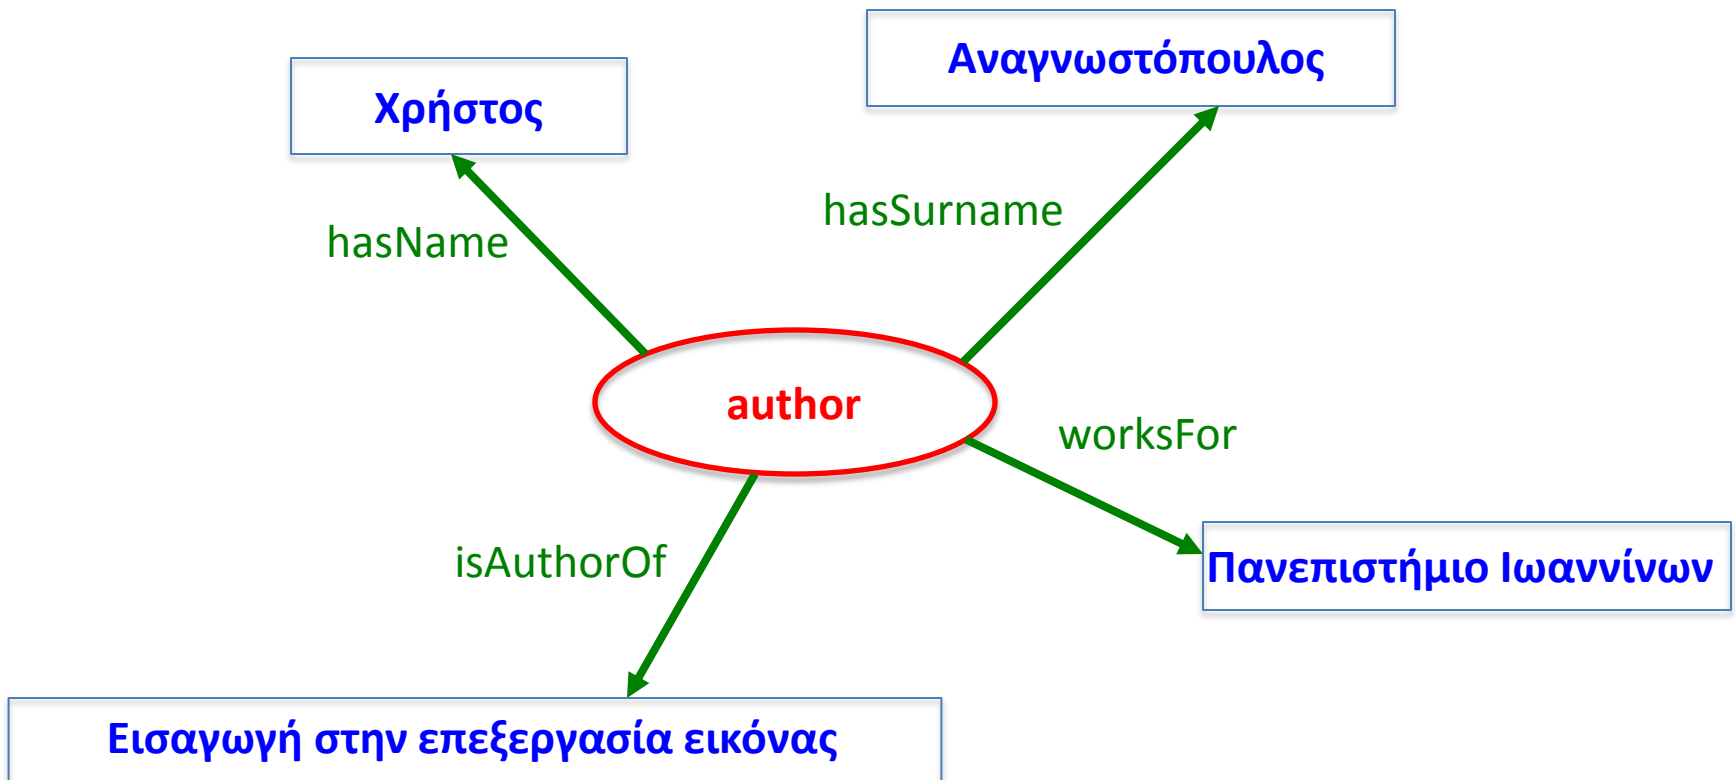 Αναγνωστόπουλος
Χρήστος
hasSurname
hasName
author
worksFor
isAuthorOf
Πανεπιστήμιο Ιωαννίνων
Εισαγωγή στην επεξεργασία εικόνας